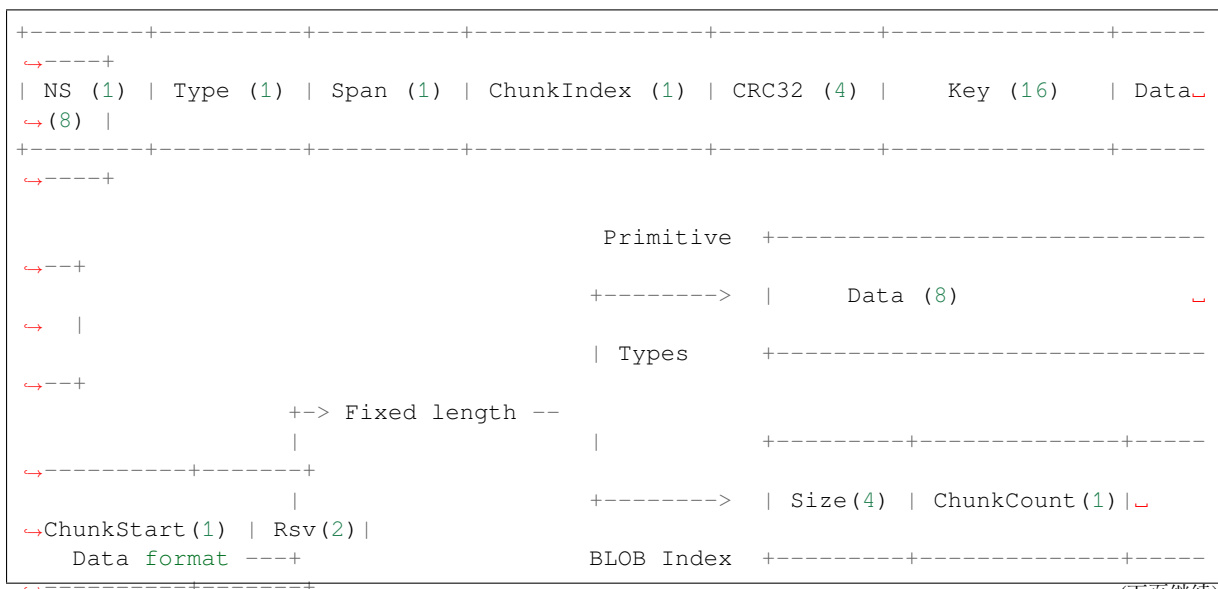 +--------+----------+----------+----------------+-----------+---------------+------
↪----+
| NS (1) | Type (1) | Span (1) | ChunkIndex (1) | CRC32 (4) |    Key (16)   | Data␣
↪(8) |
+--------+----------+----------+----------------+-----------+---------------+------
↪----+
                                         Primitive  +------------------------------
↪--+
                                        +-------->  |     Data (8)                ␣
↪  |
                                        | Types     +------------------------------
↪--+
                   +-> Fixed length --
                   |                    |           +---------+--------------+-----
↪----------+-------+
                   |                    +-------->  | Size(4) | ChunkCount(1)|␣
↪ChunkStart(1) | Rsv(2)|
    Data format ---+                    BLOB Index  +---------+--------------+-----
↪----------+-------+